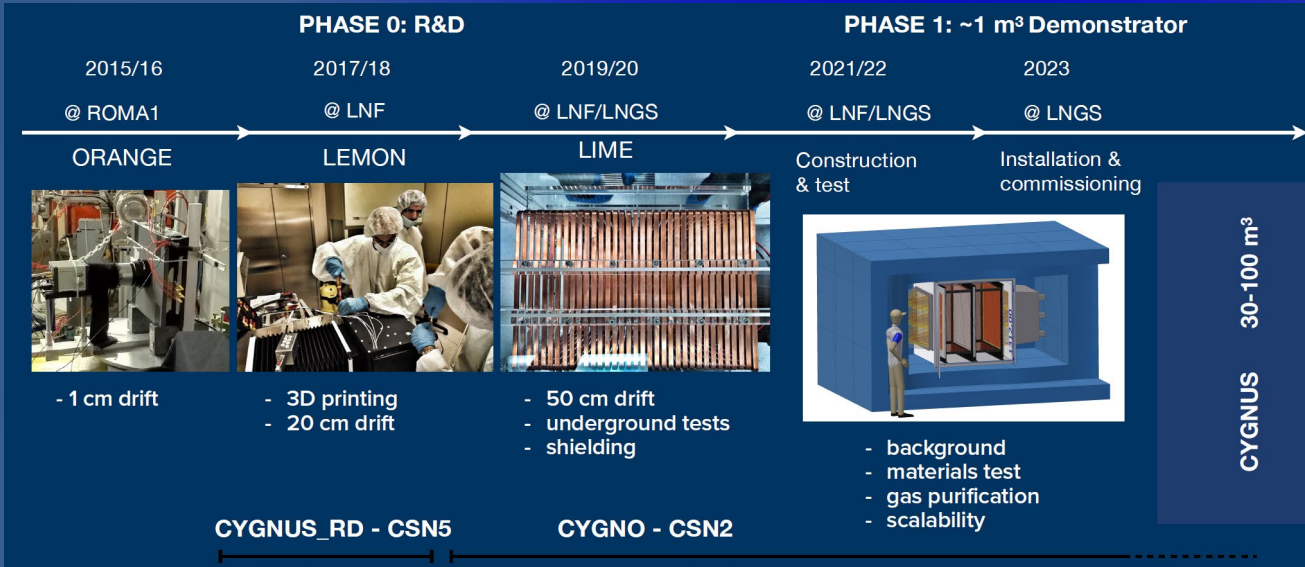 PHASE 0: R&D
PHASE 1: ~1 m³ Demonstrator
2015/16
2017/18
2019/20
2021/22
2023
@ ROMA1
@ LNF
@ LNF/LNGS
@ LNF/LNGS
@ LNGS
ORANGE
LEMON
LIME
Construction
& test
Installation &
commissioning
- 1 cm drift
- 3D printing
- 20 cm drift
- 50 cm drift
- underground tests
- shielding
- background
- materials test
- gas purification
- scalability
CYGNUS 30-100 m³
CYGNUS_RD - CSN5
CYGNO - CSN2